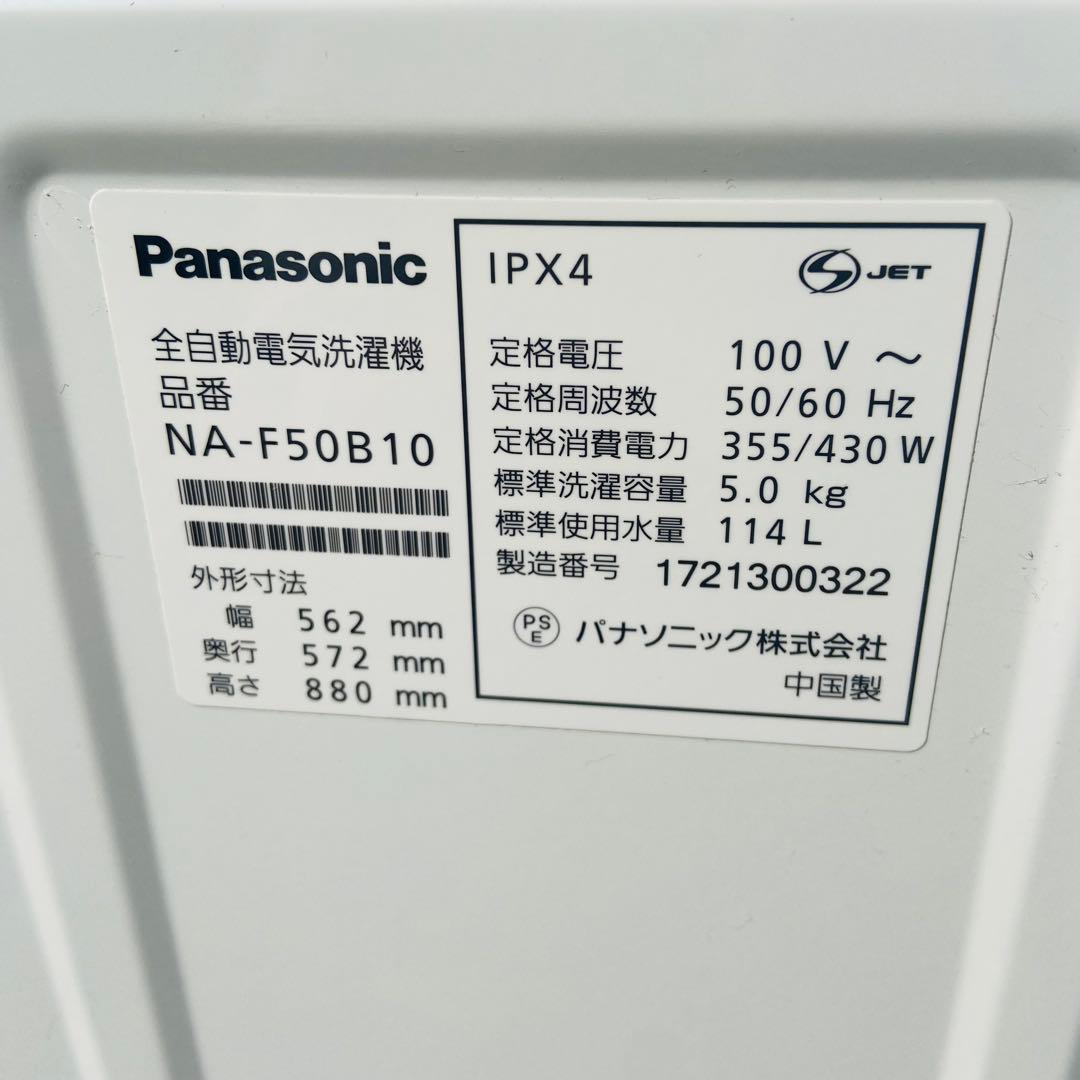 Panasonic
全自動電気洗濯機
品番
NA-F50B10
外形寸法
幅 562 mm
奥行 572 mm
高さ 880 mm
IPX4
S JET
定格電圧 100 V ～
定格周波数 50/60 Hz
定格消費電力 355/430 W
標準洗濯容量 5.0 kg
標準使用水量 114 L
製造番号 1721300322
PS
E
パナソニック株式会社
中国製